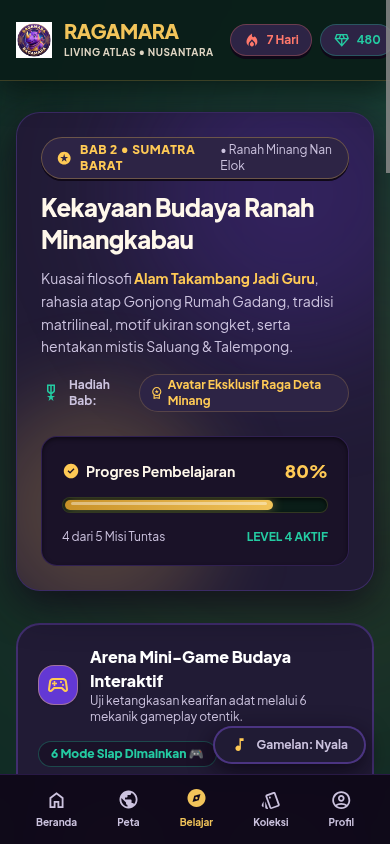 RAGAMARA
LIVING ATLAS • NUSANTARA
7 Hari
480
BAB 2 • SUMATRA
BARAT
• Ranah Minang Nan
Elok
Kekayaan Budaya Ranah
Minangkabau
Kuasai filosofi Alam Takambang Jadi Guru,
rahasia atap Gonjong Rumah Gadang, tradisi
matrilineal, motif ukiran songket, serta
hentakan mistis Saluang & Talempong.
Hadiah
Bab:
Avatar Eksklusif Raga Deta
Minang
Progres Pembelajaran
80%
4 dari 5 Misi Tuntas
LEVEL 4 AKTIF
Arena Mini-Game Budaya
Interaktif
Uji ketangkasan kearifan adat melalui 6
mekanik gameplay otentik.
6 Mode Siap Dimainkan 🎮
Gamelan: Nyala
Beranda
Peta
Belajar
Koleksi
Profil